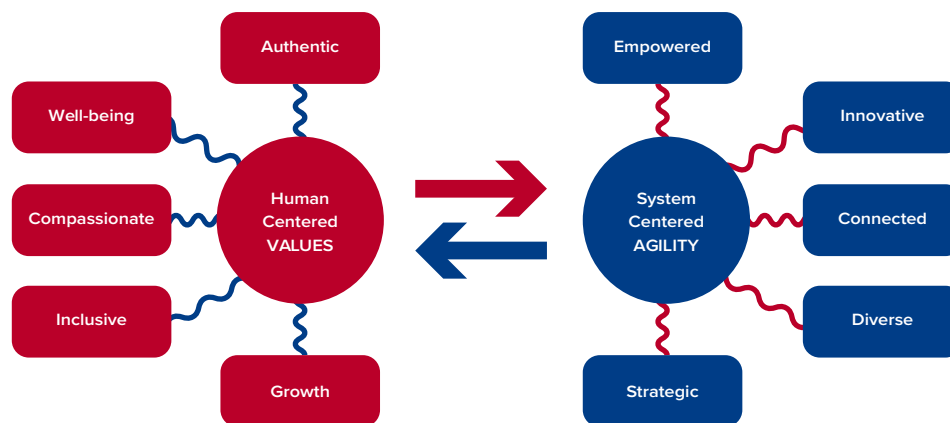 Authentic
Well-being
Compassionate
Inclusive
Growth
Human
Centered
VALUES
Empowered
Innovative
Connected
Diverse
Strategic
System
Centered
AGILITY